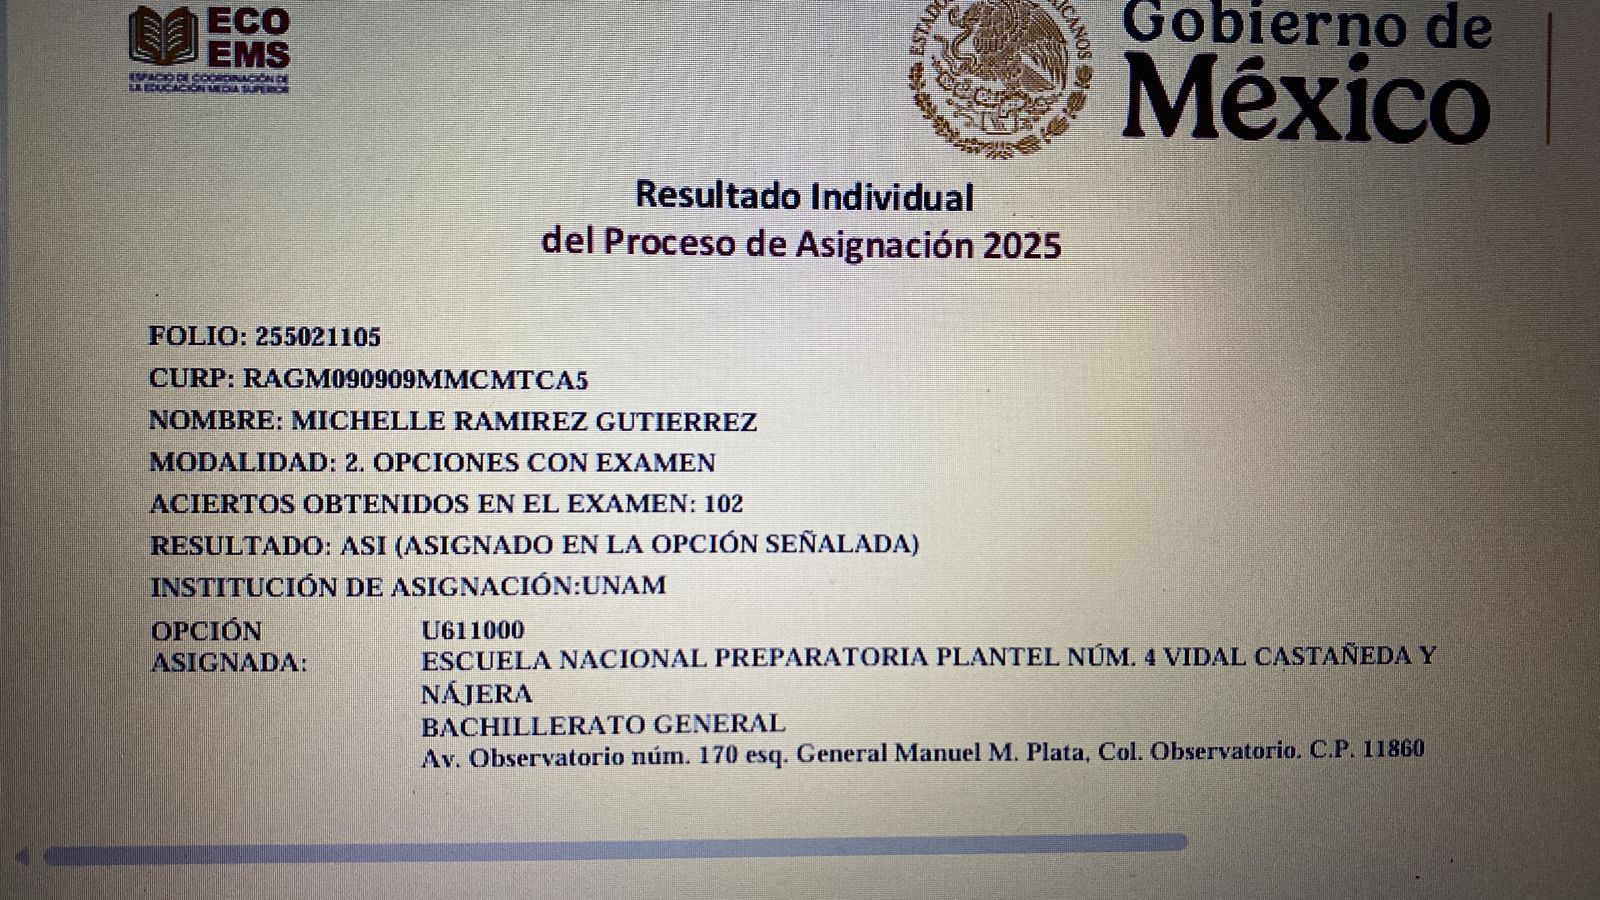 ECO
EMS
ESPACIO DE COORDINACIÓN DE
LA EDUCACIÓN MEDIA SUPERIOR
ESTADOS
MEXICANOS
Gobierno de
México
Resultado Individual
del Proceso de Asignación 2025
FOLIO: 255021105
CURP: RAGM090909MMCMTCA5
NOMBRE: MICHELLE RAMIREZ GUTIERREZ
MODALIDAD: 2. OPCIONES CON EXAMEN
ACIERTOS OBTENIDOS EN EL EXAMEN: 102
RESULTADO: ASI (ASIGNADO EN LA OPCIÓN SEÑALADA)
INSTITUCIÓN DE ASIGNACIÓN:UNAM
OPCIÓN U611000
ASIGNADA: ESCUELA NACIONAL PREPARATORIA PLANTEL NÚM. 4 VIDAL CASTAÑEDA Y
NÁJERA
BACHILLERATO GENERAL
Av. Observatorio núm. 170 esq. General Manuel M. Plata, Col. Observatorio. C.P. 11860